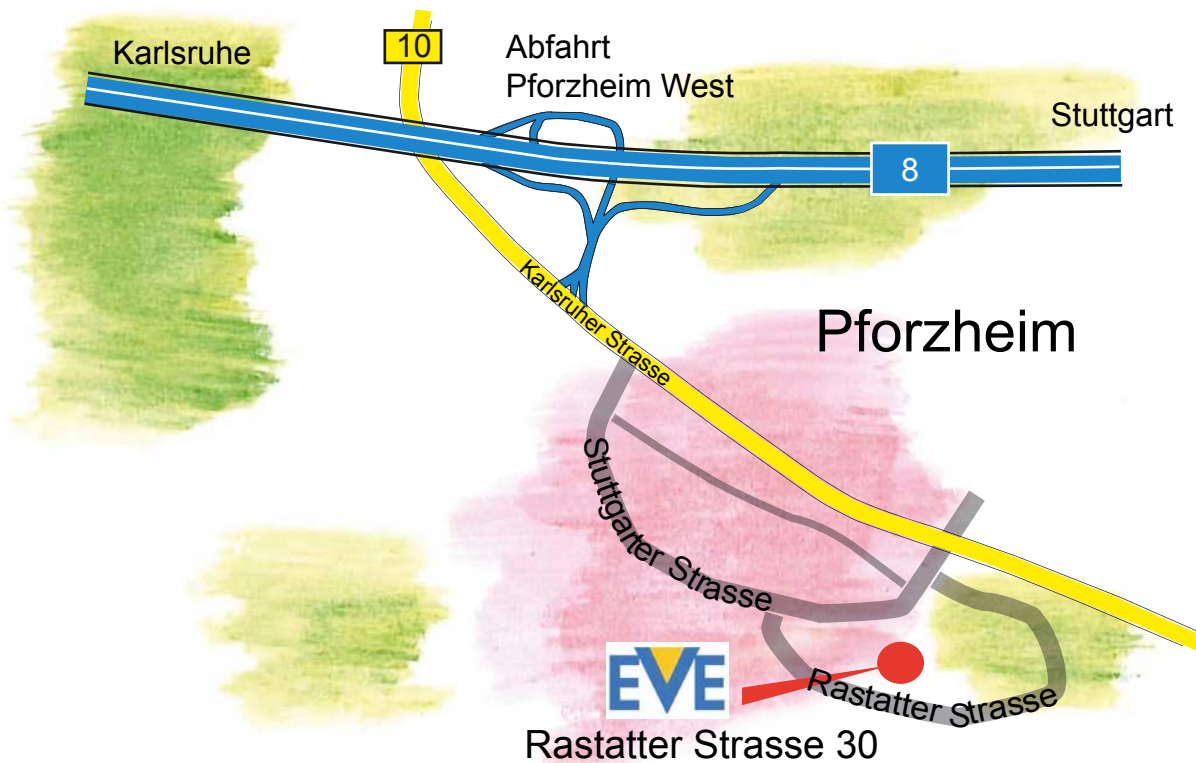 Karlsruhe
10
Abfahrt
Pforzheim West
Stuttgart
8
Karlsruher Strasse
Pforzheim
Stuttgarter Strasse
EVE
Rastatter Strasse
Rastatter Strasse 30